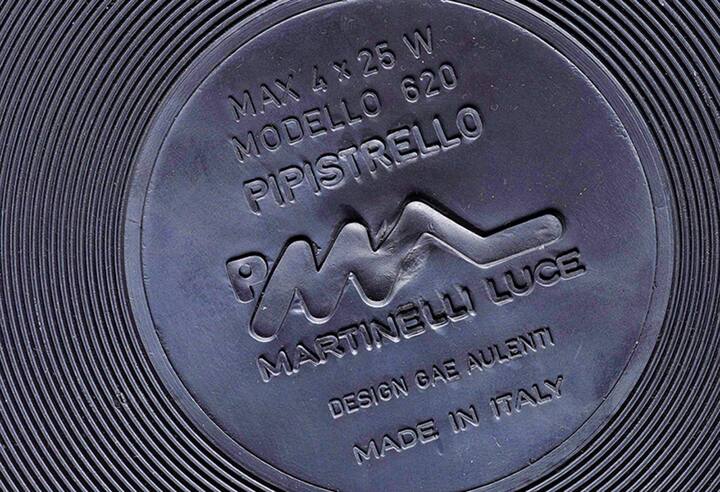 MAX 4 x 25 W
MODELLO 620
PIPISTRELLO
MARTINELLI LUCE
DESIGN GAE AULENTI
MADE IN ITALY